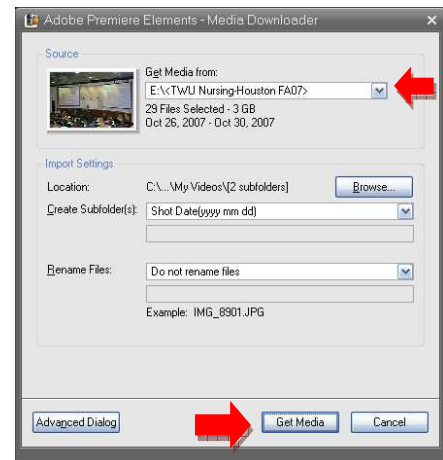 Adobe Premiere Elements - Media Downloader
Source
Get Media from:
E:\<TWU Nursing-Houston FA07>
29 Files Selected - 3 GB
Oct 26, 2007 - Oct 30, 2007
Import Settings
Location: C:\...\My Videos\[2 subfolders] Browse...
Create Subfolder(s): Shot Date(yyyy mm dd)
Rename Files: Do not rename files
Example: IMG_8901.JPG
Advanced Dialog Get Media Cancel